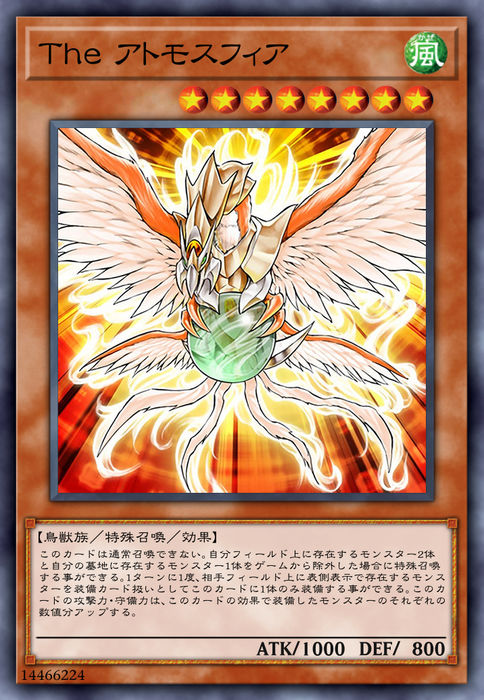 The アトモスフィア
かぜ
風
【鳥獣族／特殊召喚／効果】
このカードは通常召喚できない。自分フィールド上に存在するモンスター2体
と自分の墓地に存在するモンスター1体をゲームから除外した場合に特殊召喚
する事ができる。1ターンに1度、相手フィールド上に表側表示で存在するモンス
ターを装備カード扱いとしてこのカードに1体のみ装備する事ができる。このカ
ードの攻撃力・守備力は、このカードの効果で装備したモンスターのそれぞれの
数値分アップする。
ATK/1000 DEF/ 800
14466224